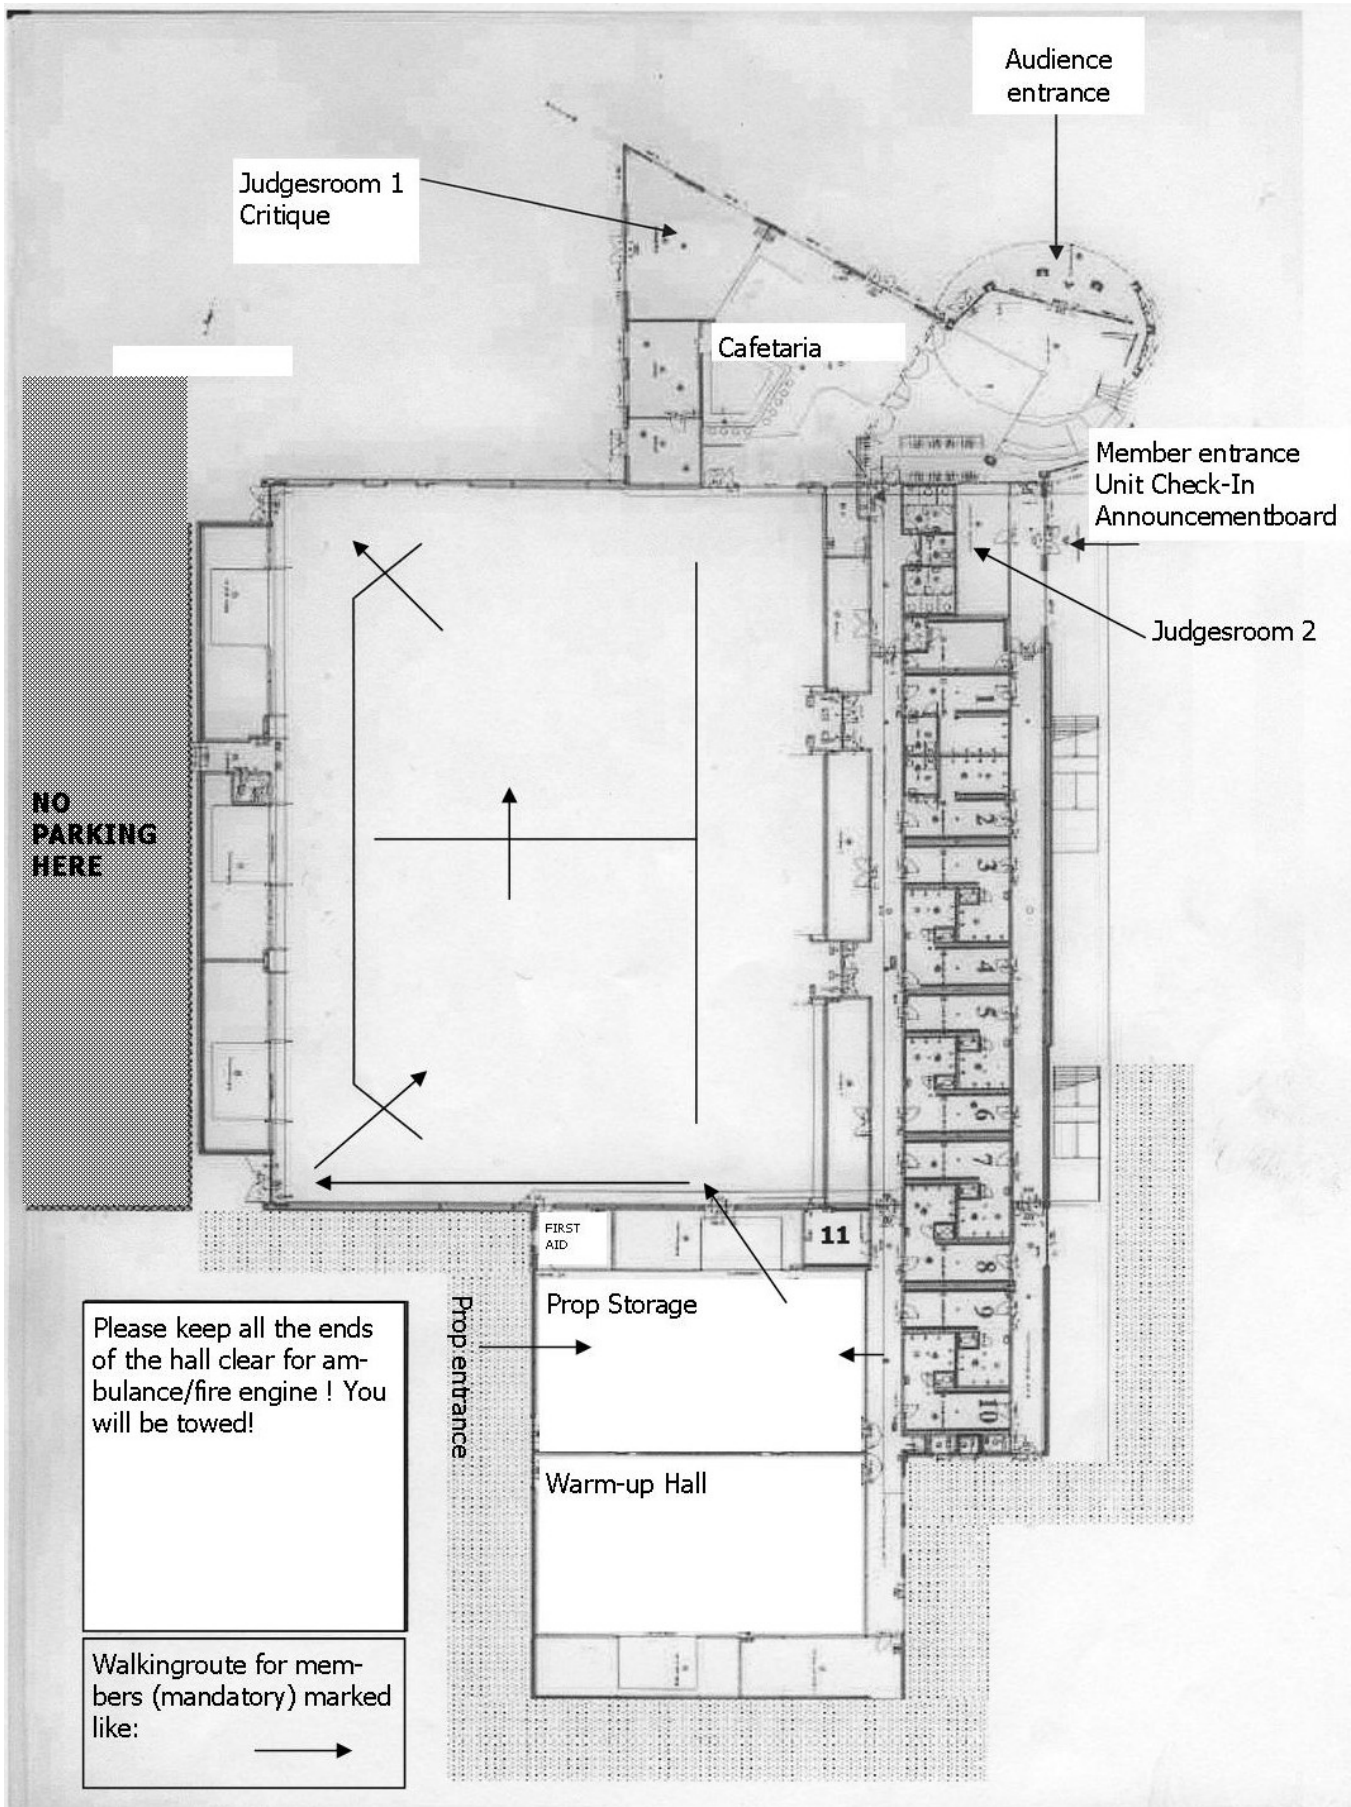 Audience
entrance
Judgesroom 1
Critique
Cafetaria
Member entrance
Unit Check-In
Announcementboard
Judgesroom 2
1
2
3
4
5
6
7
8
9
10
NO
PARKING
HERE
FIRST
AID
11
Prop Storage
Prop entrance
Warm-up Hall
Please keep all the ends
of the hall clear for am-
bulance/fire engine ! You
will be towed!
Walkingroute for mem-
bers (mandatory) marked
like: